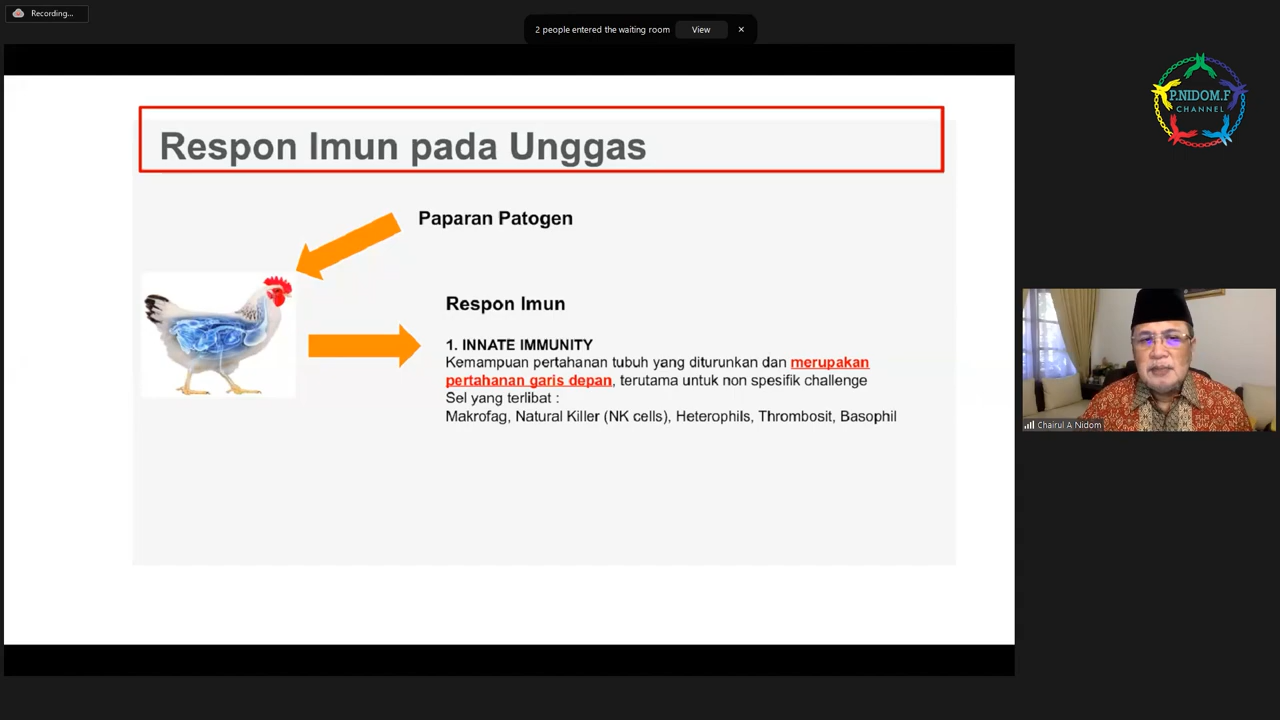 Recording...
2 people entered the waiting room
View
×
P.NIDOM.F
CHANNEL
Respon Imun pada Unggas
Paparan Patogen
Respon Imun
1. INNATE IMMUNITY
Kemampuan pertahanan tubuh yang diturunkan dan merupakan
pertahanan garis depan, terutama untuk non spesifik challenge
Sel yang terlibat :
Makrofag, Natural Killer (NK cells), Heterophils, Thrombosit, Basophil
Chairul A Nidom